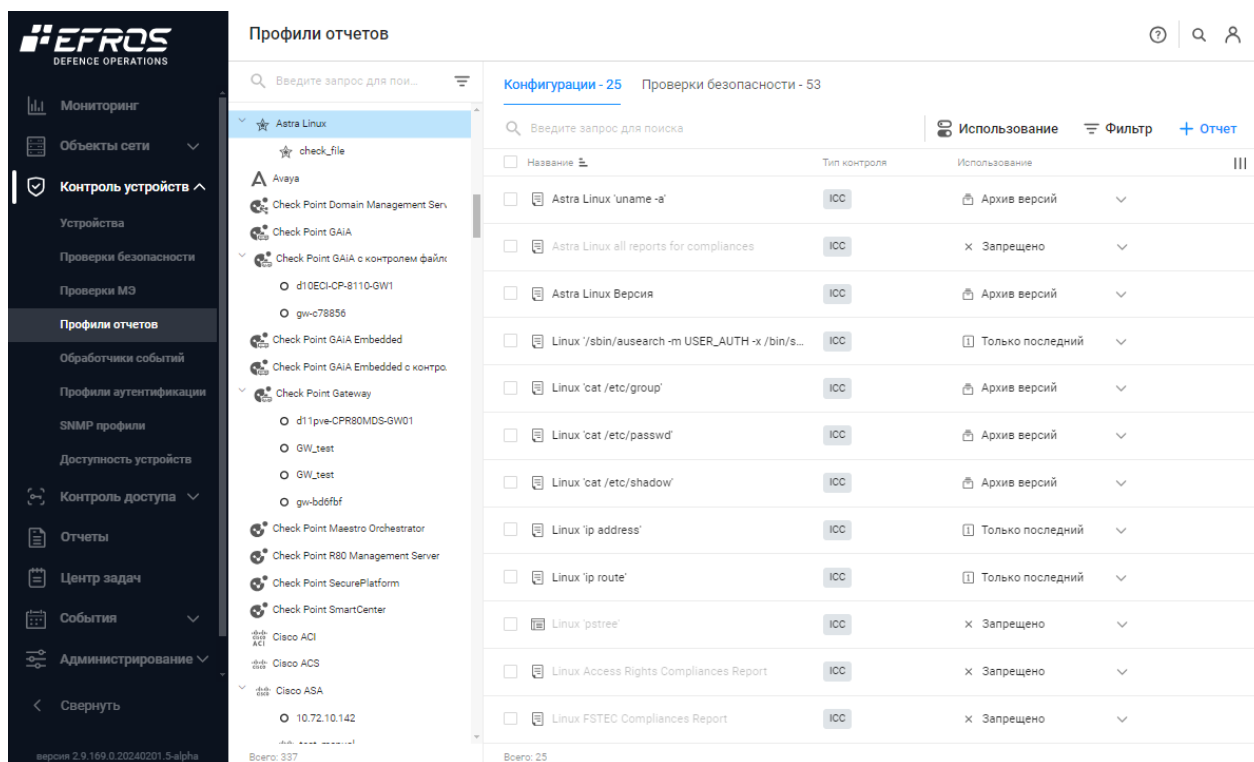 EFROS
DEFENCE OPERATIONS
Мониторинг
Объекты сети
Контроль устройств
Устройства
Проверки безопасности
Проверки МЭ
Профили отчетов
Обработчики событий
Профили аутентификации
SNMP профили
Доступность устройств
Контроль доступа
Отчеты
Центр задач
События
Администрирование
Свернуть
версия 2.9.169.0.20240201.5-alpha
Профили отчетов
Введите запрос для пои...
Astra Linux
check_file
Avaya
Check Point Domain Management Serv
Check Point GAiA
Check Point GAiA с контролем файло
d10ECI-CP-8110-GW1
gw-c78856
Check Point GAiA Embedded
Check Point GAiA Embedded с контро.
Check Point Gateway
d11pve-CPR80MDS-GW01
GW_test
GW_test
gw-bd6fbf
Check Point Maestro Orchestrator
Check Point R80 Management Server
Check Point SecurePlatform
Check Point SmartCenter
Cisco ACI
Cisco ACS
Cisco ASA
10.72.10.142
Всего: 337
Конфигурации - 25 Проверки безопасности - 53
Введите запрос для поиска Использование Фильтр + Отчет
Название Тип контроля Использование
Astra Linux 'uname -a' ICC Архив версий
Astra Linux all reports for compliances ICC Запрещено
Astra Linux Версия ICC Архив версий
Linux '/sbin/ausearch -m USER_AUTH -x /bin/s... ICC Только последний
Linux 'cat /etc/group' ICC Архив версий
Linux 'cat /etc/passwd' ICC Архив версий
Linux 'cat /etc/shadow' ICC Архив версий
Linux 'ip address' ICC Только последний
Linux 'ip route' ICC Только последний
Linux 'pstree' ICC Запрещено
Linux Access Rights Compliances Report ICC Запрещено
Linux FSTEC Compliances Report ICC Запрещено
Всего: 25